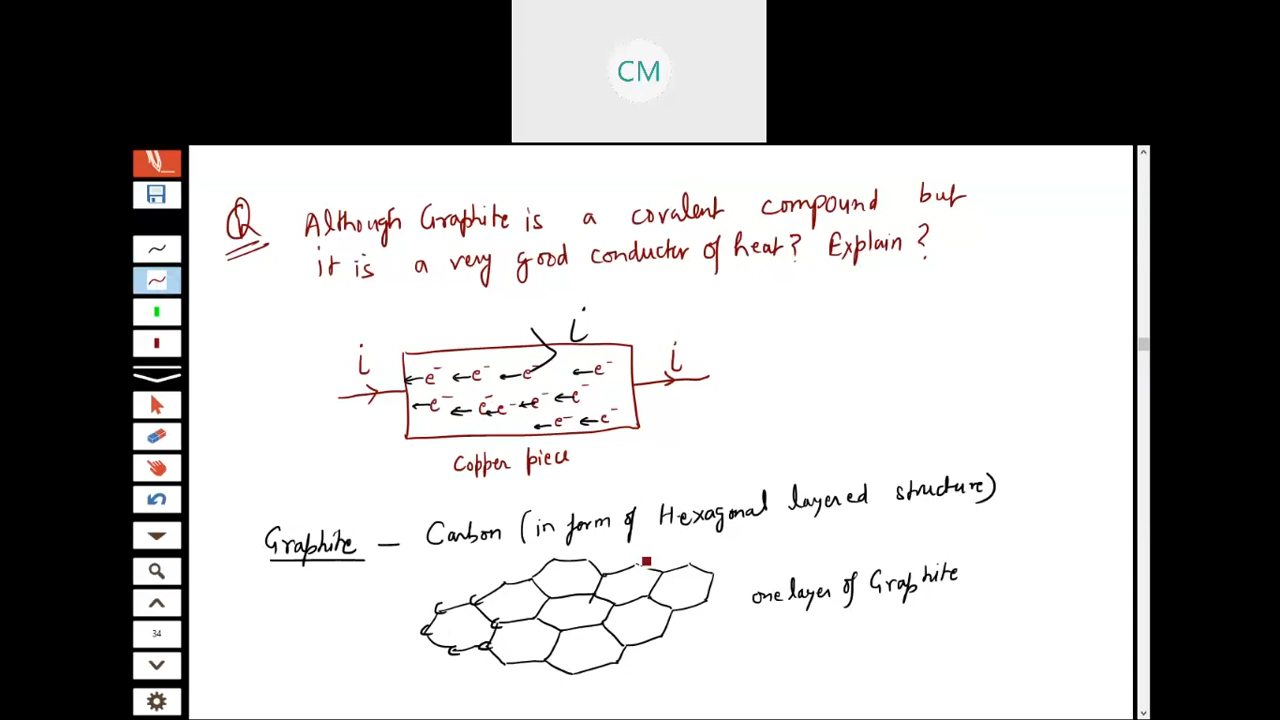 CM
Q Although Graphite is a covalent compound but
it is a very good conductor of heat? Explain?
i
i i
e⁻ e⁻ e⁻ e⁻
e⁻ e⁻ e⁻ e⁻ e⁻
e⁻ e⁻
Copper piece
Graphite — Carbon (in form of Hexagonal layered structure)
one layer of Graphite
C C
C C
C C
34